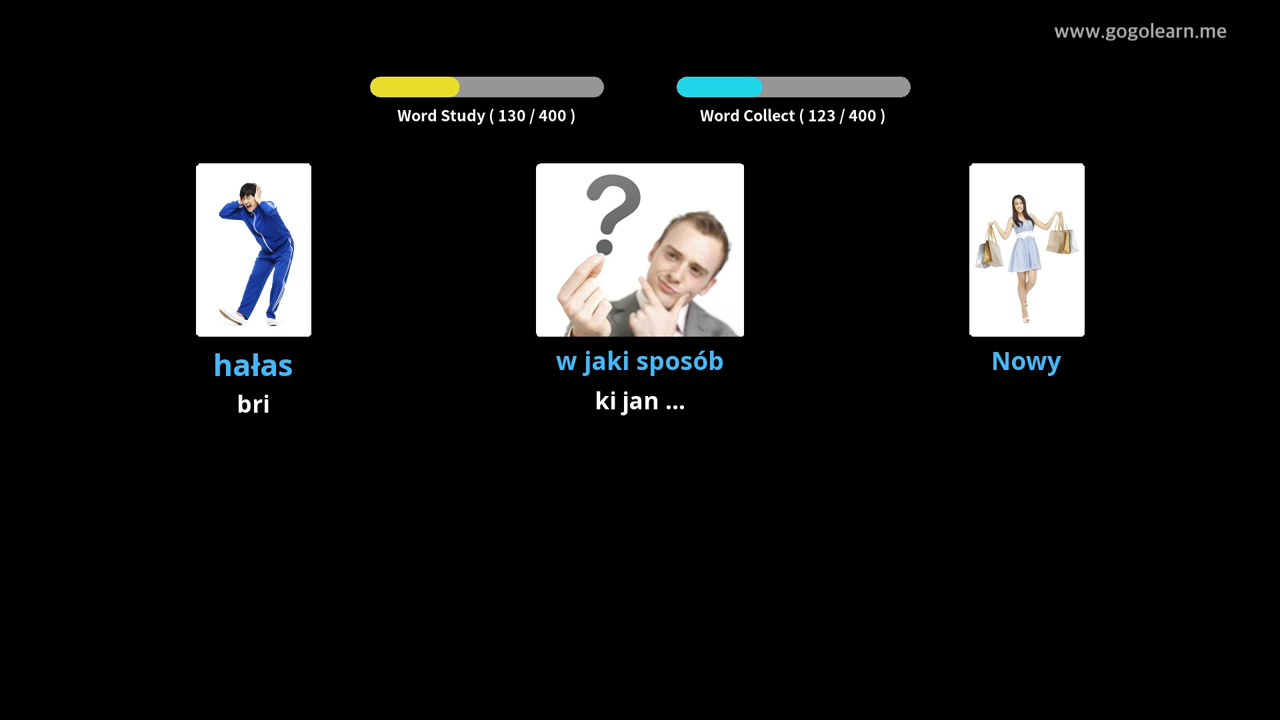 www.gogolearn.me
Word Study ( 130 / 400 )
Word Collect ( 123 / 400 )
hałas
bri
w jaki sposób
ki jan ...
Nowy